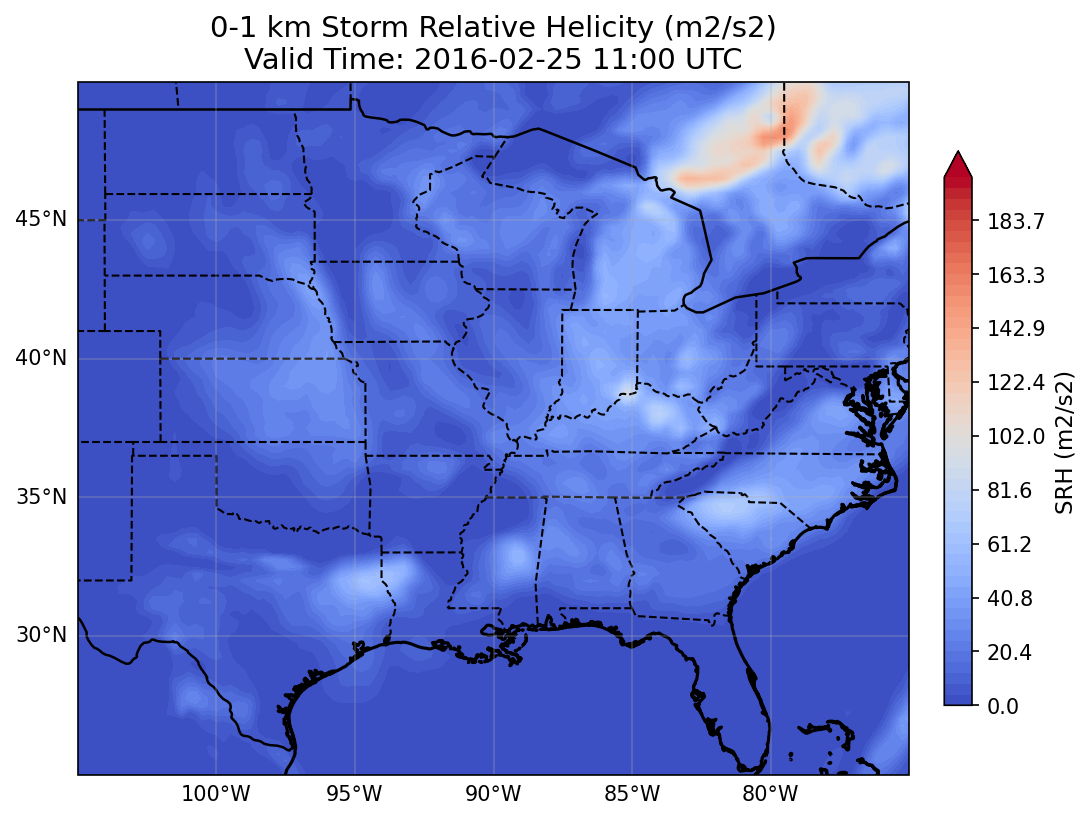 0-1 km Storm Relative Helicity (m2/s2)
Valid Time: 2016-02-25 11:00 UTC
45°N
40°N
35°N
30°N
100°W
95°W
90°W
85°W
80°W
183.7
163.3
142.9
122.4
102.0
81.6
61.2
40.8
20.4
0.0
SRH (m2/s2)